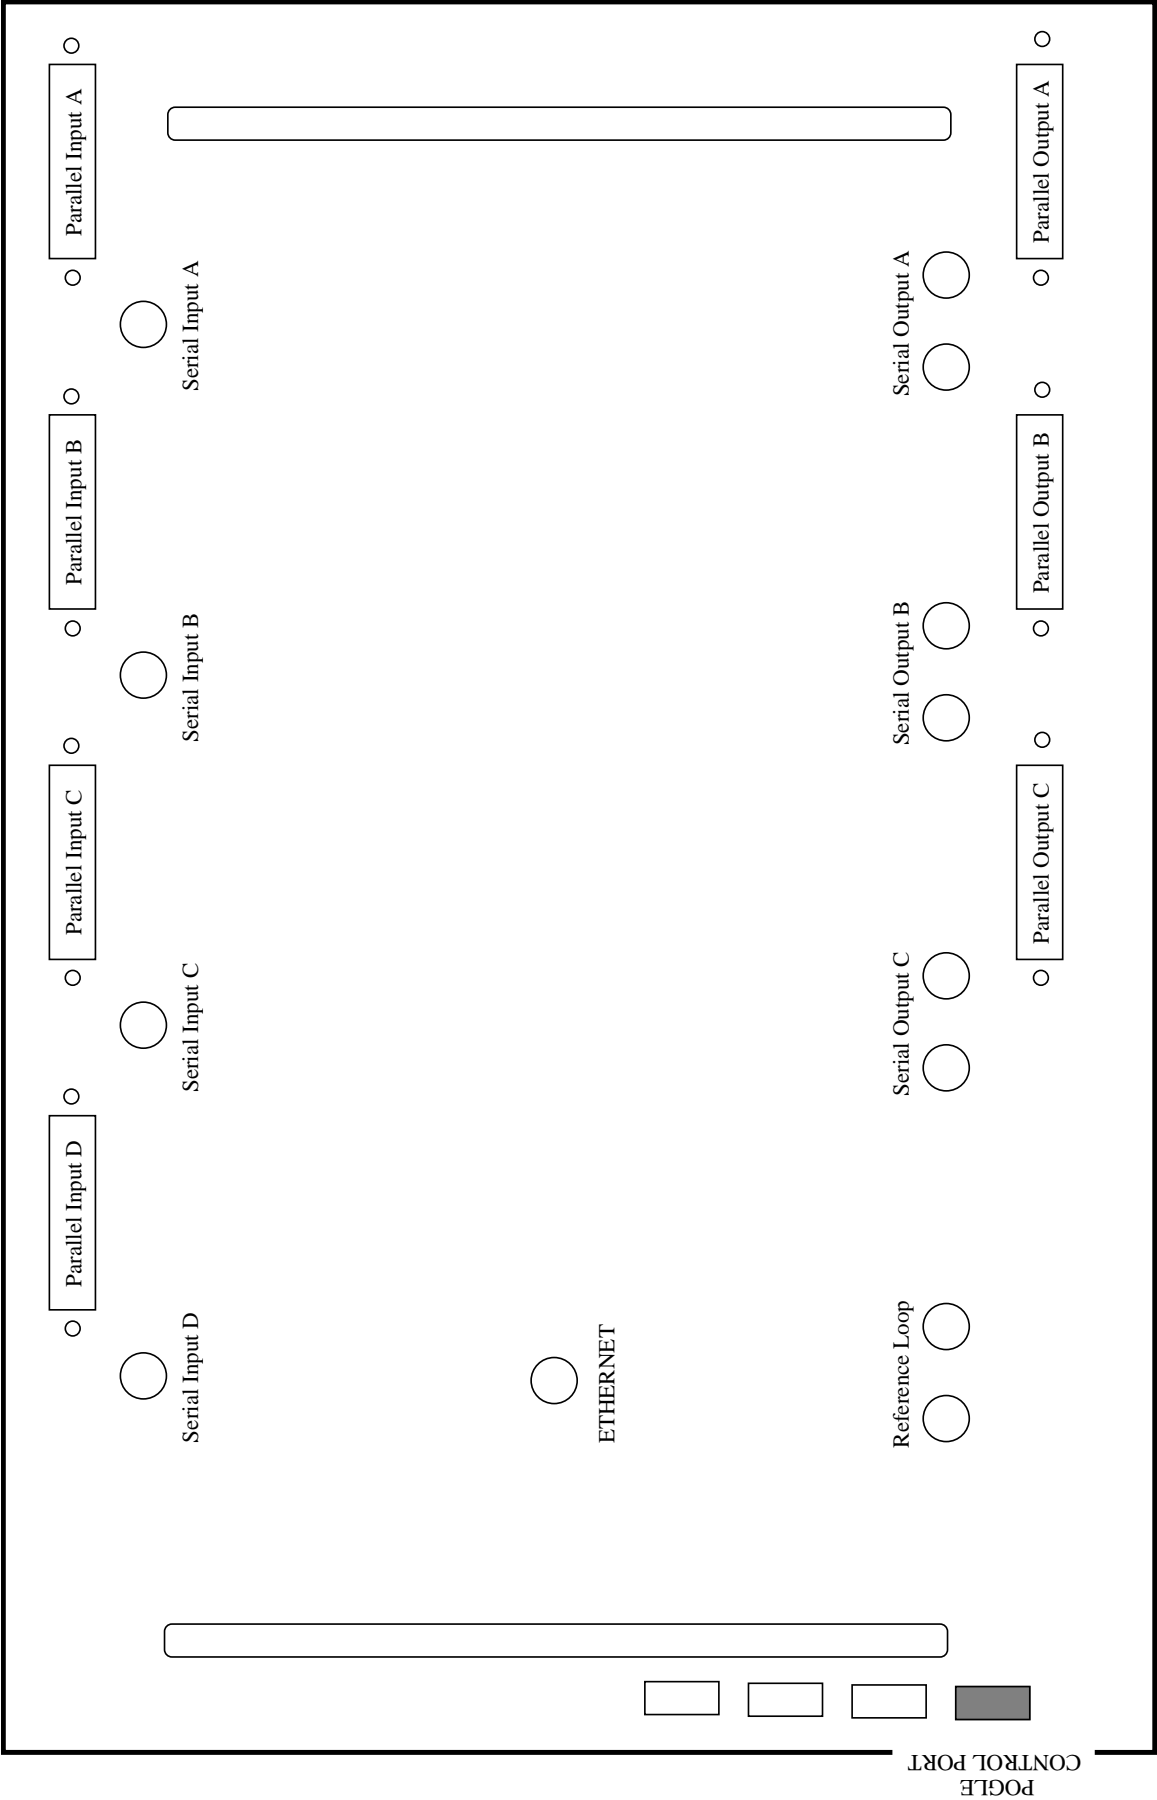 Parallel Input A
Parallel Output A
Serial Input A
Serial Output A
Parallel Input B
Parallel Output B
Serial Input B
Serial Output B
Parallel Input C
Parallel Output C
Serial Input C
Serial Output C
Parallel Input D
Serial Input D
ETHERNET
Reference Loop
POGLE
CONTROL PORT